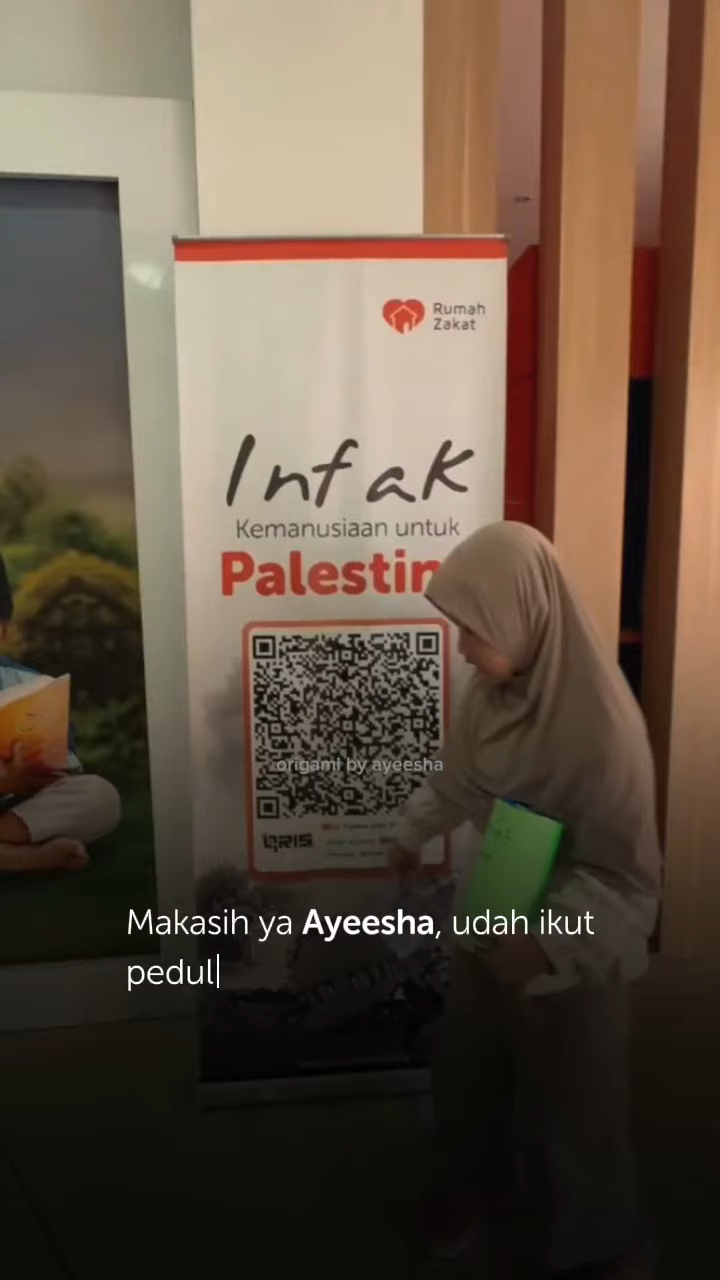 Rumah
Zakat
Infak
Kemanusiaan untuk
Palestin
origami by ayeesha
QRIS
Makasih ya Ayeesha, udah ikut
pedul